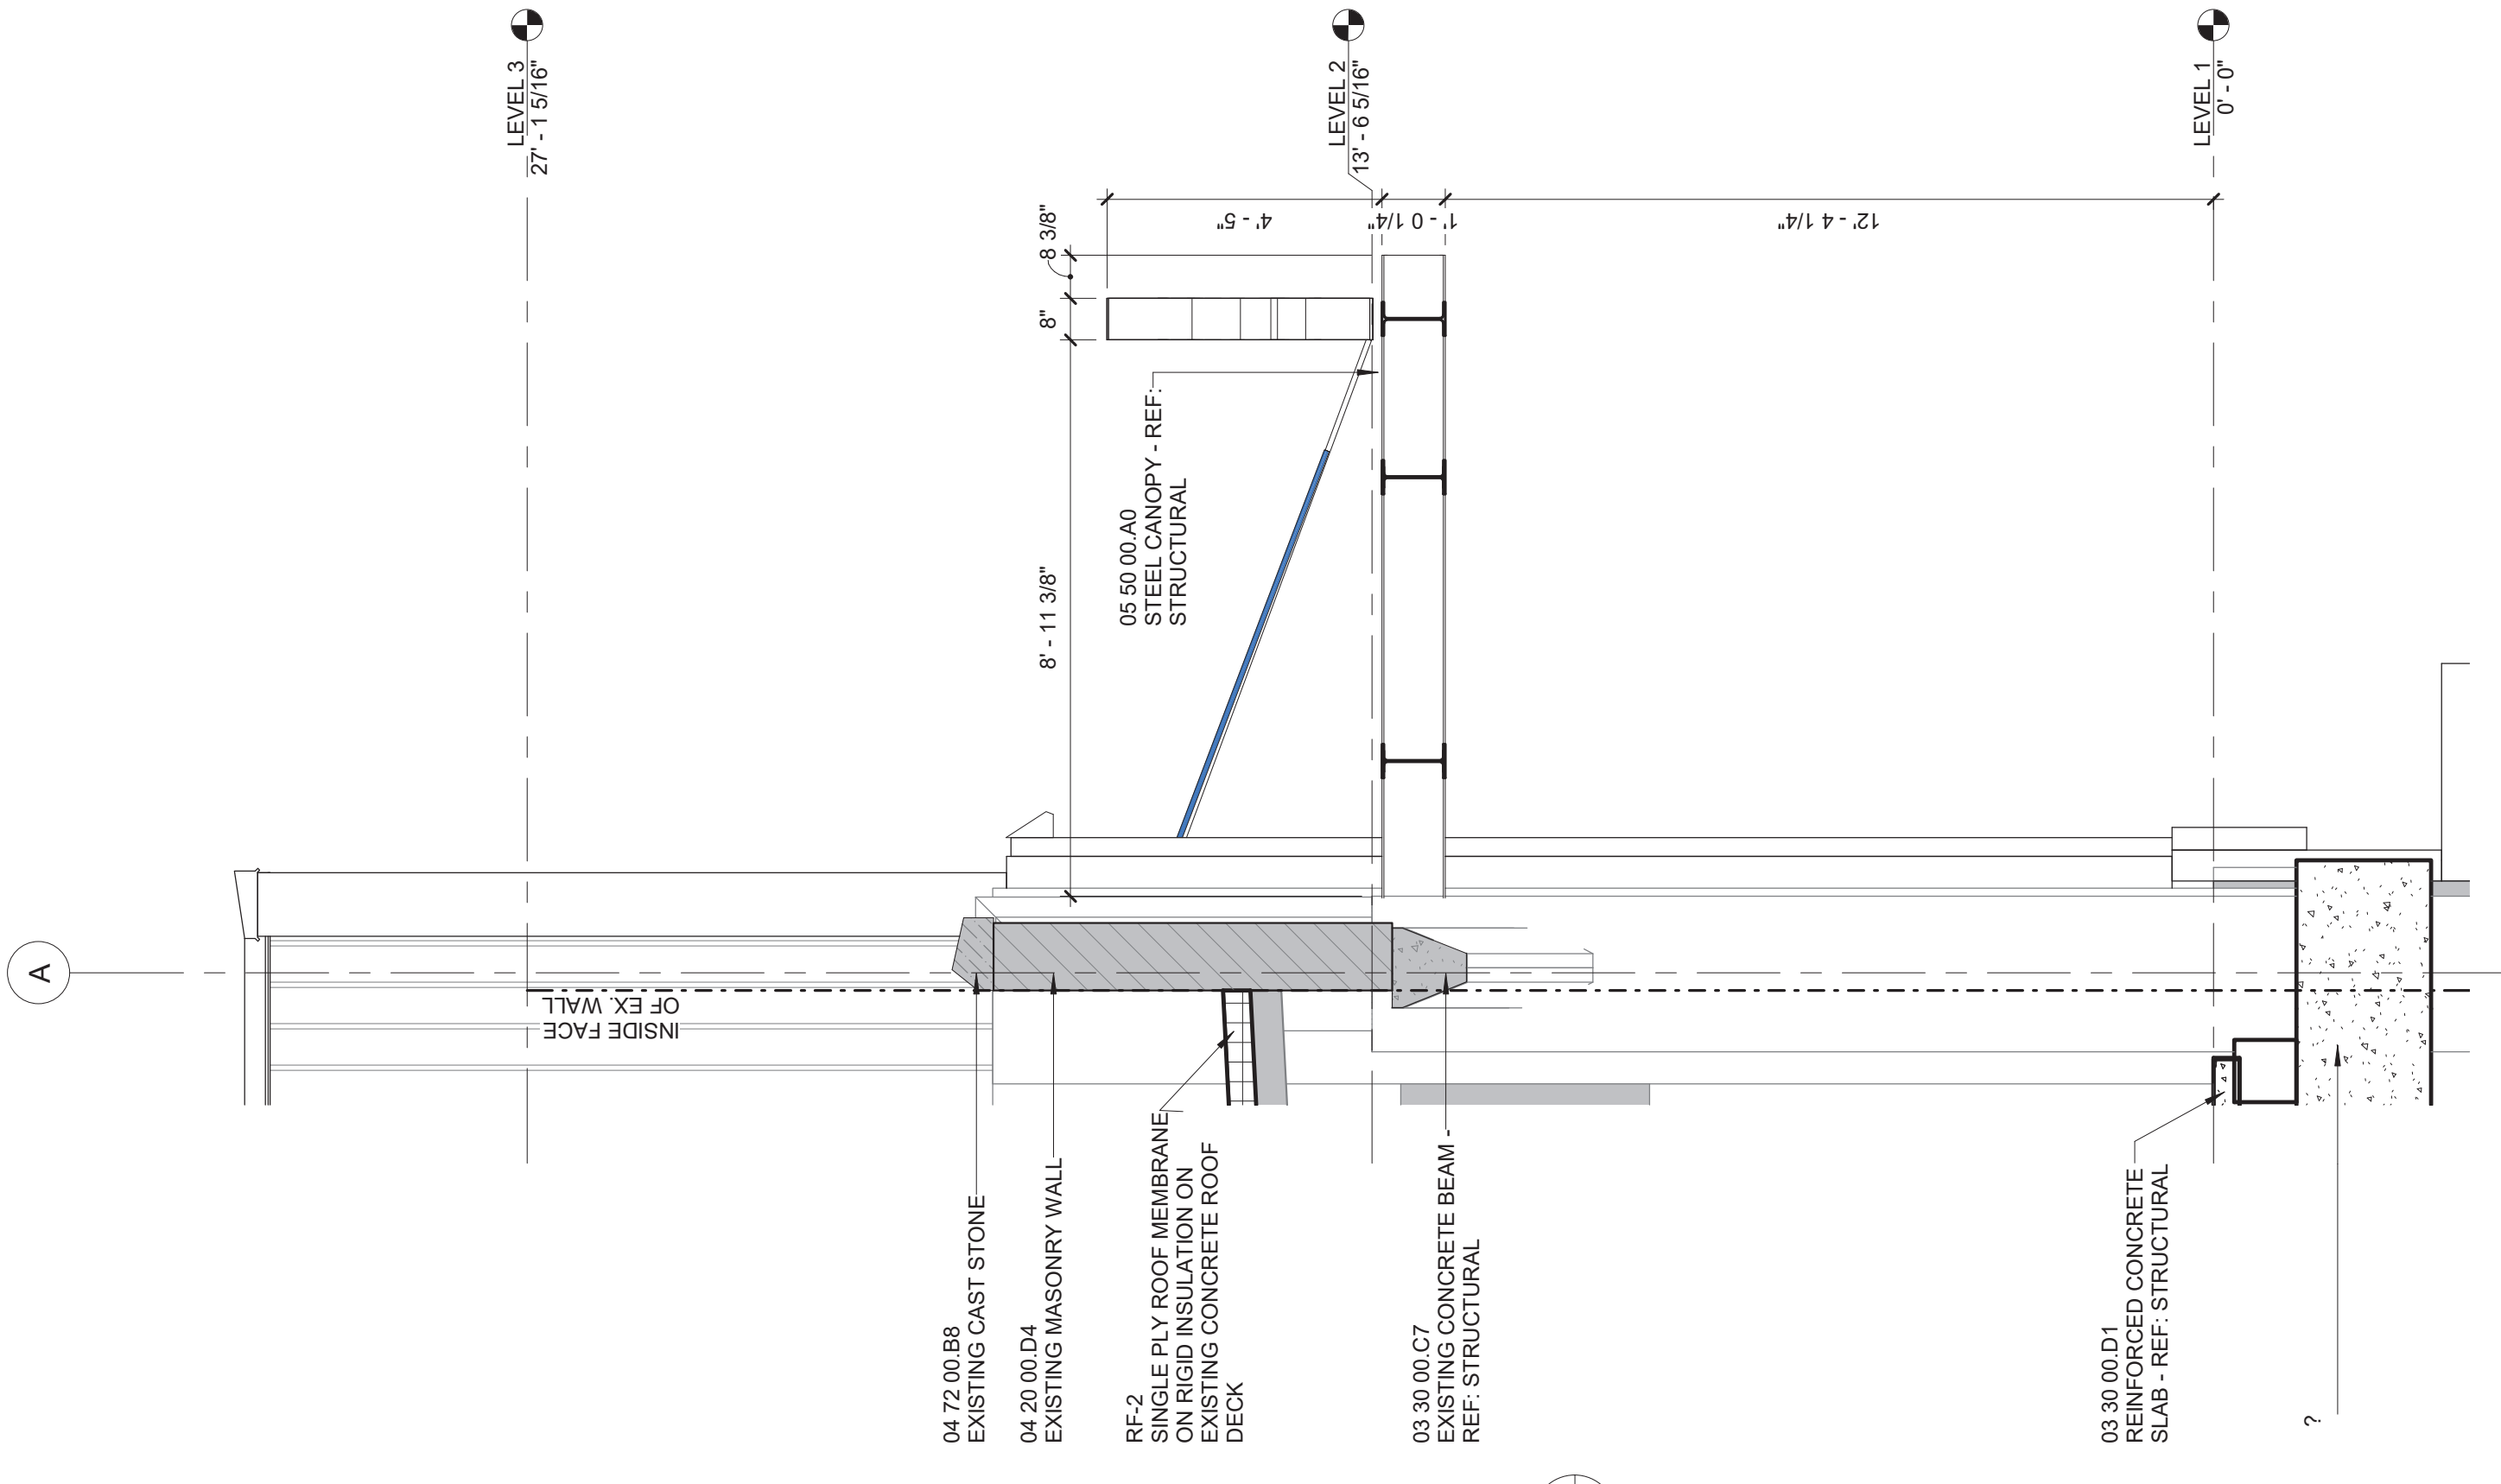 A
LEVEL 3
27' - 1 5/16"
LEVEL 2
13' - 6 5/16"
LEVEL 1
0' - 0"
8 3/8"
8"
8' - 11 3/8"
4' - 5"
1' - 0 1/4"
12' - 4 1/4"
05 50 00.A0
STEEL CANOPY - REF:
STRUCTURAL
INSIDE FACE
OF EX. WALL
04 72 00.B8
EXISTING CAST STONE
04 20 00.D4
EXISTING MASONRY WALL
RF-2
SINGLE PLY ROOF MEMBRANE
ON RIGID INSULATION ON
EXISTING CONCRETE ROOF
DECK
03 30 00.C7
EXISTING CONCRETE BEAM -
REF: STRUCTURAL
03 30 00.D1
REINFORCED CONCRETE
SLAB - REF: STRUCTURAL
?